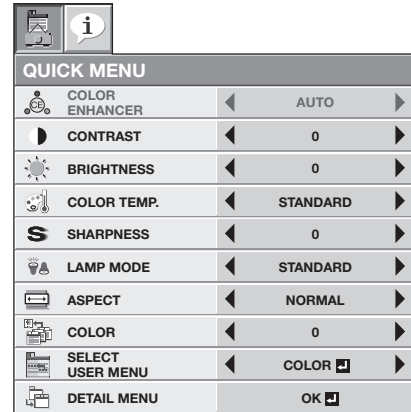 i
QUICK MENU
CE
COLOR
ENHANCER AUTO
CONTRAST 0
BRIGHTNESS 0
COLOR TEMP. STANDARD
S SHARPNESS 0
LAMP MODE STANDARD
ASPECT NORMAL
COLOR 0
SELECT
USER MENU COLOR
DETAIL MENU OK